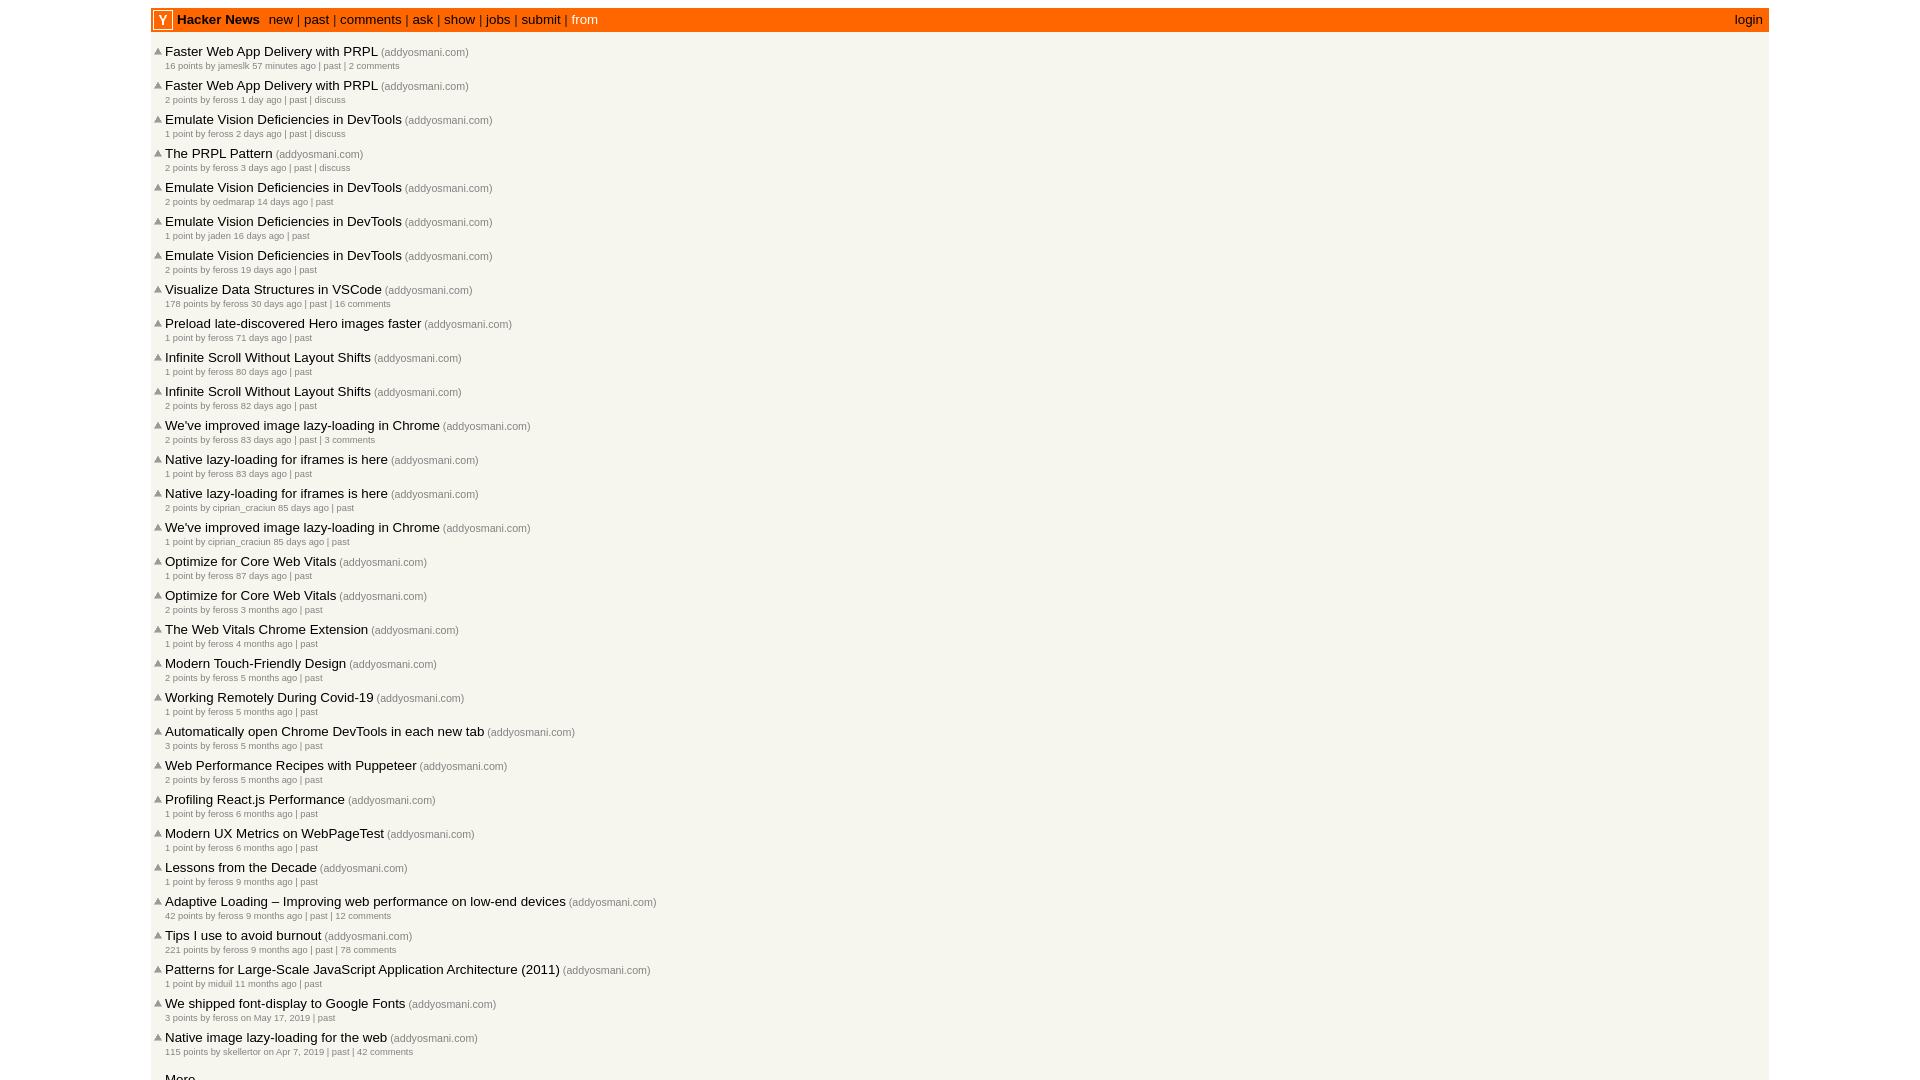 Y Hacker News new | past | comments | ask | show | jobs | submit | from login
Faster Web App Delivery with PRPL (addyosmani.com)
16 points by jameslk 57 minutes ago | past | 2 comments
Faster Web App Delivery with PRPL (addyosmani.com)
2 points by feross 1 day ago | past | discuss
Emulate Vision Deficiencies in DevTools (addyosmani.com)
1 point by feross 2 days ago | past | discuss
The PRPL Pattern (addyosmani.com)
2 points by feross 3 days ago | past | discuss
Emulate Vision Deficiencies in DevTools (addyosmani.com)
2 points by oedmarap 14 days ago | past
Emulate Vision Deficiencies in DevTools (addyosmani.com)
1 point by jaden 16 days ago | past
Emulate Vision Deficiencies in DevTools (addyosmani.com)
2 points by feross 19 days ago | past
Visualize Data Structures in VSCode (addyosmani.com)
178 points by feross 30 days ago | past | 16 comments
Preload late-discovered Hero images faster (addyosmani.com)
1 point by feross 71 days ago | past
Infinite Scroll Without Layout Shifts (addyosmani.com)
1 point by feross 80 days ago | past
Infinite Scroll Without Layout Shifts (addyosmani.com)
2 points by feross 82 days ago | past
We've improved image lazy-loading in Chrome (addyosmani.com)
2 points by feross 83 days ago | past | 3 comments
Native lazy-loading for iframes is here (addyosmani.com)
1 point by feross 83 days ago | past
Native lazy-loading for iframes is here (addyosmani.com)
2 points by ciprian_craciun 85 days ago | past
We've improved image lazy-loading in Chrome (addyosmani.com)
1 point by ciprian_craciun 85 days ago | past
Optimize for Core Web Vitals (addyosmani.com)
1 point by feross 87 days ago | past
Optimize for Core Web Vitals (addyosmani.com)
2 points by feross 3 months ago | past
The Web Vitals Chrome Extension (addyosmani.com)
1 point by feross 4 months ago | past
Modern Touch-Friendly Design (addyosmani.com)
2 points by feross 5 months ago | past
Working Remotely During Covid-19 (addyosmani.com)
1 point by feross 5 months ago | past
Automatically open Chrome DevTools in each new tab (addyosmani.com)
3 points by feross 5 months ago | past
Web Performance Recipes with Puppeteer (addyosmani.com)
2 points by feross 5 months ago | past
Profiling React.js Performance (addyosmani.com)
1 point by feross 6 months ago | past
Modern UX Metrics on WebPageTest (addyosmani.com)
1 point by feross 6 months ago | past
Lessons from the Decade (addyosmani.com)
1 point by feross 9 months ago | past
Adaptive Loading – Improving web performance on low-end devices (addyosmani.com)
42 points by feross 9 months ago | past | 12 comments
Tips I use to avoid burnout (addyosmani.com)
221 points by feross 9 months ago | past | 78 comments
Patterns for Large-Scale JavaScript Application Architecture (2011) (addyosmani.com)
1 point by miduil 11 months ago | past
We shipped font-display to Google Fonts (addyosmani.com)
3 points by feross on May 17, 2019 | past
Native image lazy-loading for the web (addyosmani.com)
115 points by skellertor on Apr 7, 2019 | past | 42 comments
More